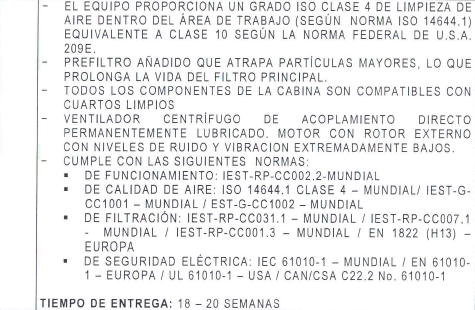 - EL EQUIPO PROPORCIONA UN GRADO ISO CLASE 4 DE LIMPIEZA DE
AIRE DENTRO DEL ÁREA DE TRABAJO (SEGÚN NORMA ISO 14644.1)
EQUIVALENTE A CLASE 10 SEGÚN LA NORMA FEDERAL DE U.S.A.
209E.
- PREFILTRO AÑADIDO QUE ATRAPA PARTÍCULAS MAYORES, LO QUE
PROLONGA LA VIDA DEL FILTRO PRINCIPAL.
- TODOS LOS COMPONENTES DE LA CABINA SON COMPATIBLES CON
CUARTOS LIMPIOS
- VENTILADOR CENTRÍFUGO DE ACOPLAMIENTO DIRECTO
PERMANENTEMENTE LUBRICADO. MOTOR CON ROTOR EXTERNO
CON NIVELES DE RUIDO Y VIBRACION EXTREMADAMENTE BAJOS.
- CUMPLE CON LAS SIGUIENTES NORMAS:
▪ DE FUNCIONAMIENTO: IEST-RP-CC002.2-MUNDIAL
▪ DE CALIDAD DE AIRE: ISO 14644.1 CLASE 4 – MUNDIAL/ IEST-G-
CC1001 – MUNDIAL / EST-G-CC1002 – MUNDIAL
▪ DE FILTRACIÓN: IEST-RP-CC031.1 – MUNDIAL / IEST-RP-CC007.1
- MUNDIAL / IEST-RP-CC001.3 – MUNDIAL / EN 1822 (H13) –
EUROPA
▪ DE SEGURIDAD ELÉCTRICA: IEC 61010-1 – MUNDIAL / EN 61010-
1 – EUROPA / UL 61010-1 – USA / CAN/CSA C22.2 No. 61010-1
TIEMPO DE ENTREGA: 18 – 20 SEMANAS